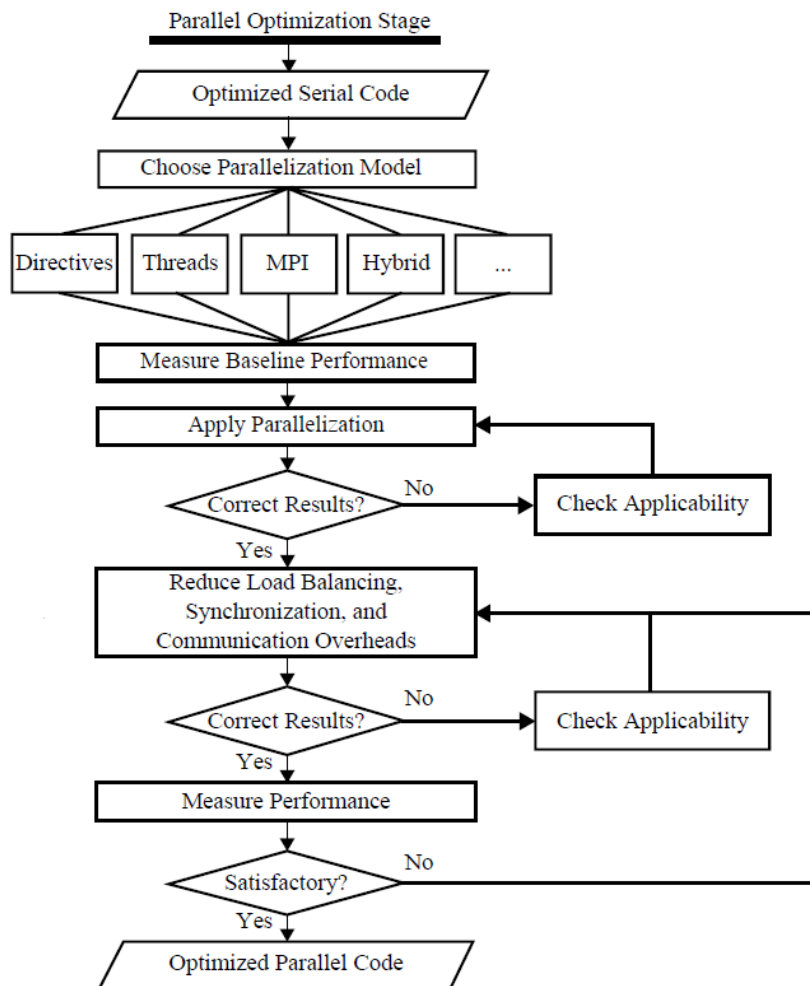 Parallel Optimization Stage
Optimized Serial Code
Choose Parallelization Model
Directives
Threads
MPI
Hybrid
...
Measure Baseline Performance
Apply Parallelization
Correct Results?
No
Check Applicability
Yes
Reduce Load Balancing,
Synchronization, and
Communication Overheads
Correct Results?
No
Check Applicability
Yes
Measure Performance
Satisfactory?
No
Yes
Optimized Parallel Code